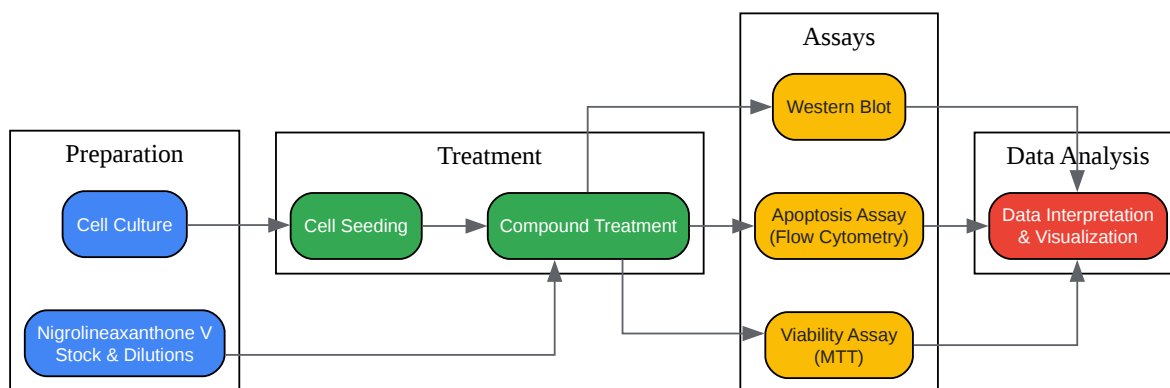 Preparation
Cell Culture
Nigrolineaxanthone V
Stock & Dilutions
Treatment
Cell Seeding
Compound Treatment
Assays
Western Blot
Apoptosis Assay
(Flow Cytometry)
Viability Assay
(MTT)
Data Analysis
Data Interpretation
& Visualization